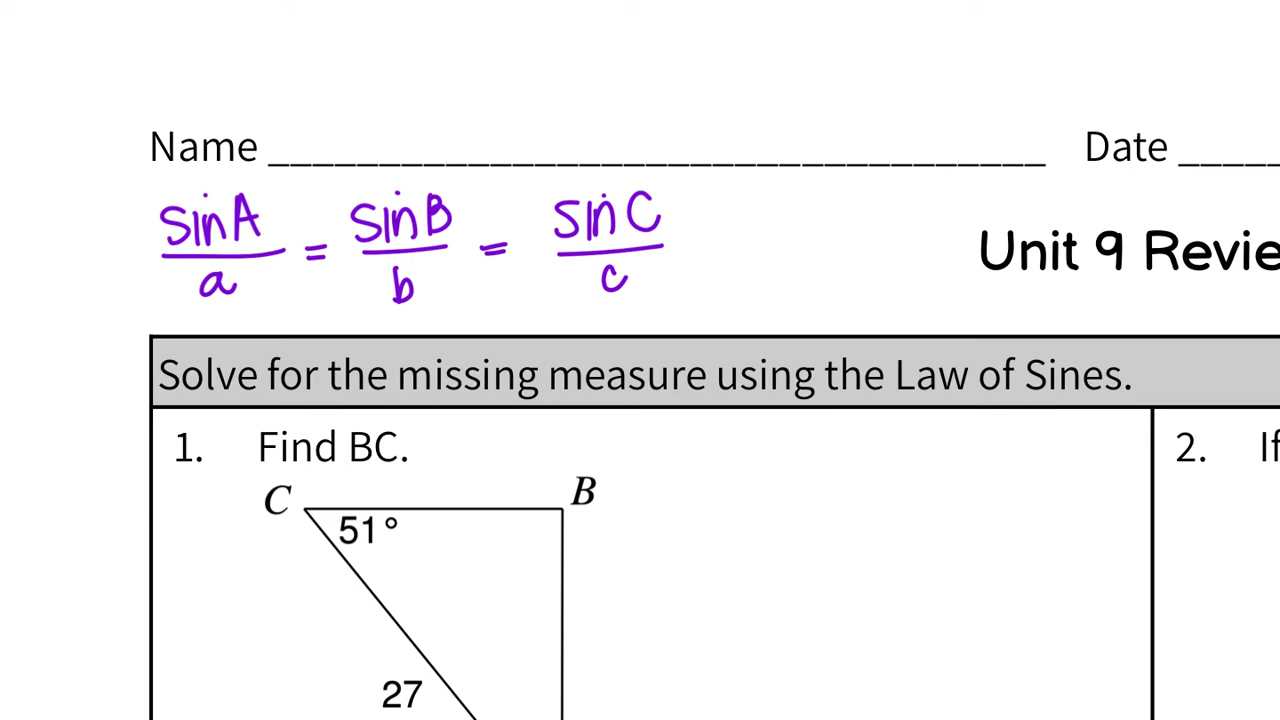 Name ___________________________________ Date _____
sinA/a = sinB/b = sinC/c
Unit 9 Revie
Solve for the missing measure using the Law of Sines.
1. Find BC.
2. If
C
B
51°
27